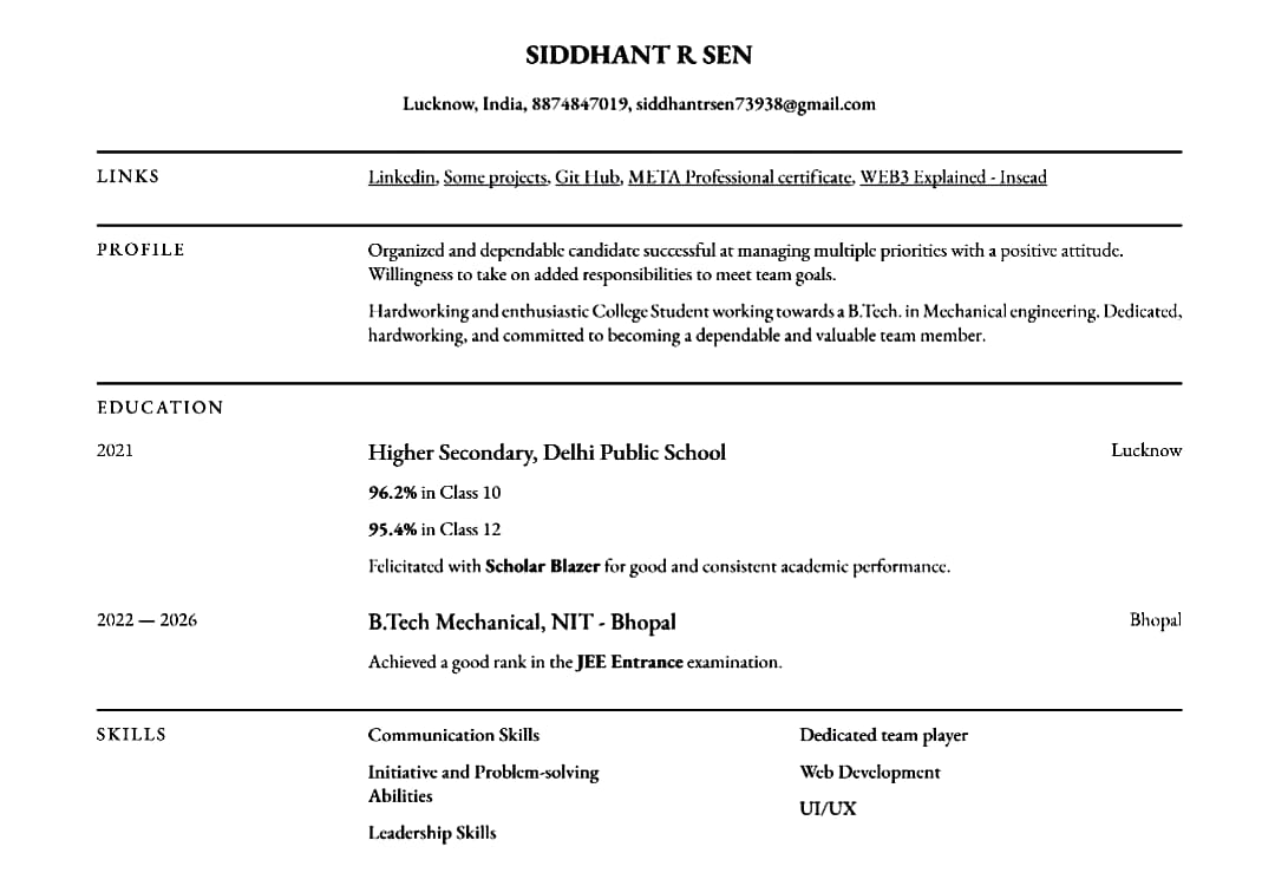 SIDDHANT R SEN
Lucknow, India, 8874847019, siddhantrsen73938@gmail.com
LINKS
Linkedin, Some projects, Git Hub, META Professional certificate, WEB3 Explained - Insead
PROFILE
Organized and dependable candidate successful at managing multiple priorities with a positive attitude.
Willingness to take on added responsibilities to meet team goals.
Hardworking and enthusiastic College Student working towards a B.Tech. in Mechanical engineering. Dedicated,
hardworking, and committed to becoming a dependable and valuable team member.
EDUCATION
2021 Higher Secondary, Delhi Public School Lucknow
96.2% in Class 10
95.4% in Class 12
Felicitated with Scholar Blazer for good and consistent academic performance.
2022 — 2026 B.Tech Mechanical, NIT - Bhopal Bhopal
Achieved a good rank in the JEE Entrance examination.
SKILLS
Communication Skills
Initiative and Problem-solving
Abilities
Leadership Skills
Dedicated team player
Web Development
UI/UX